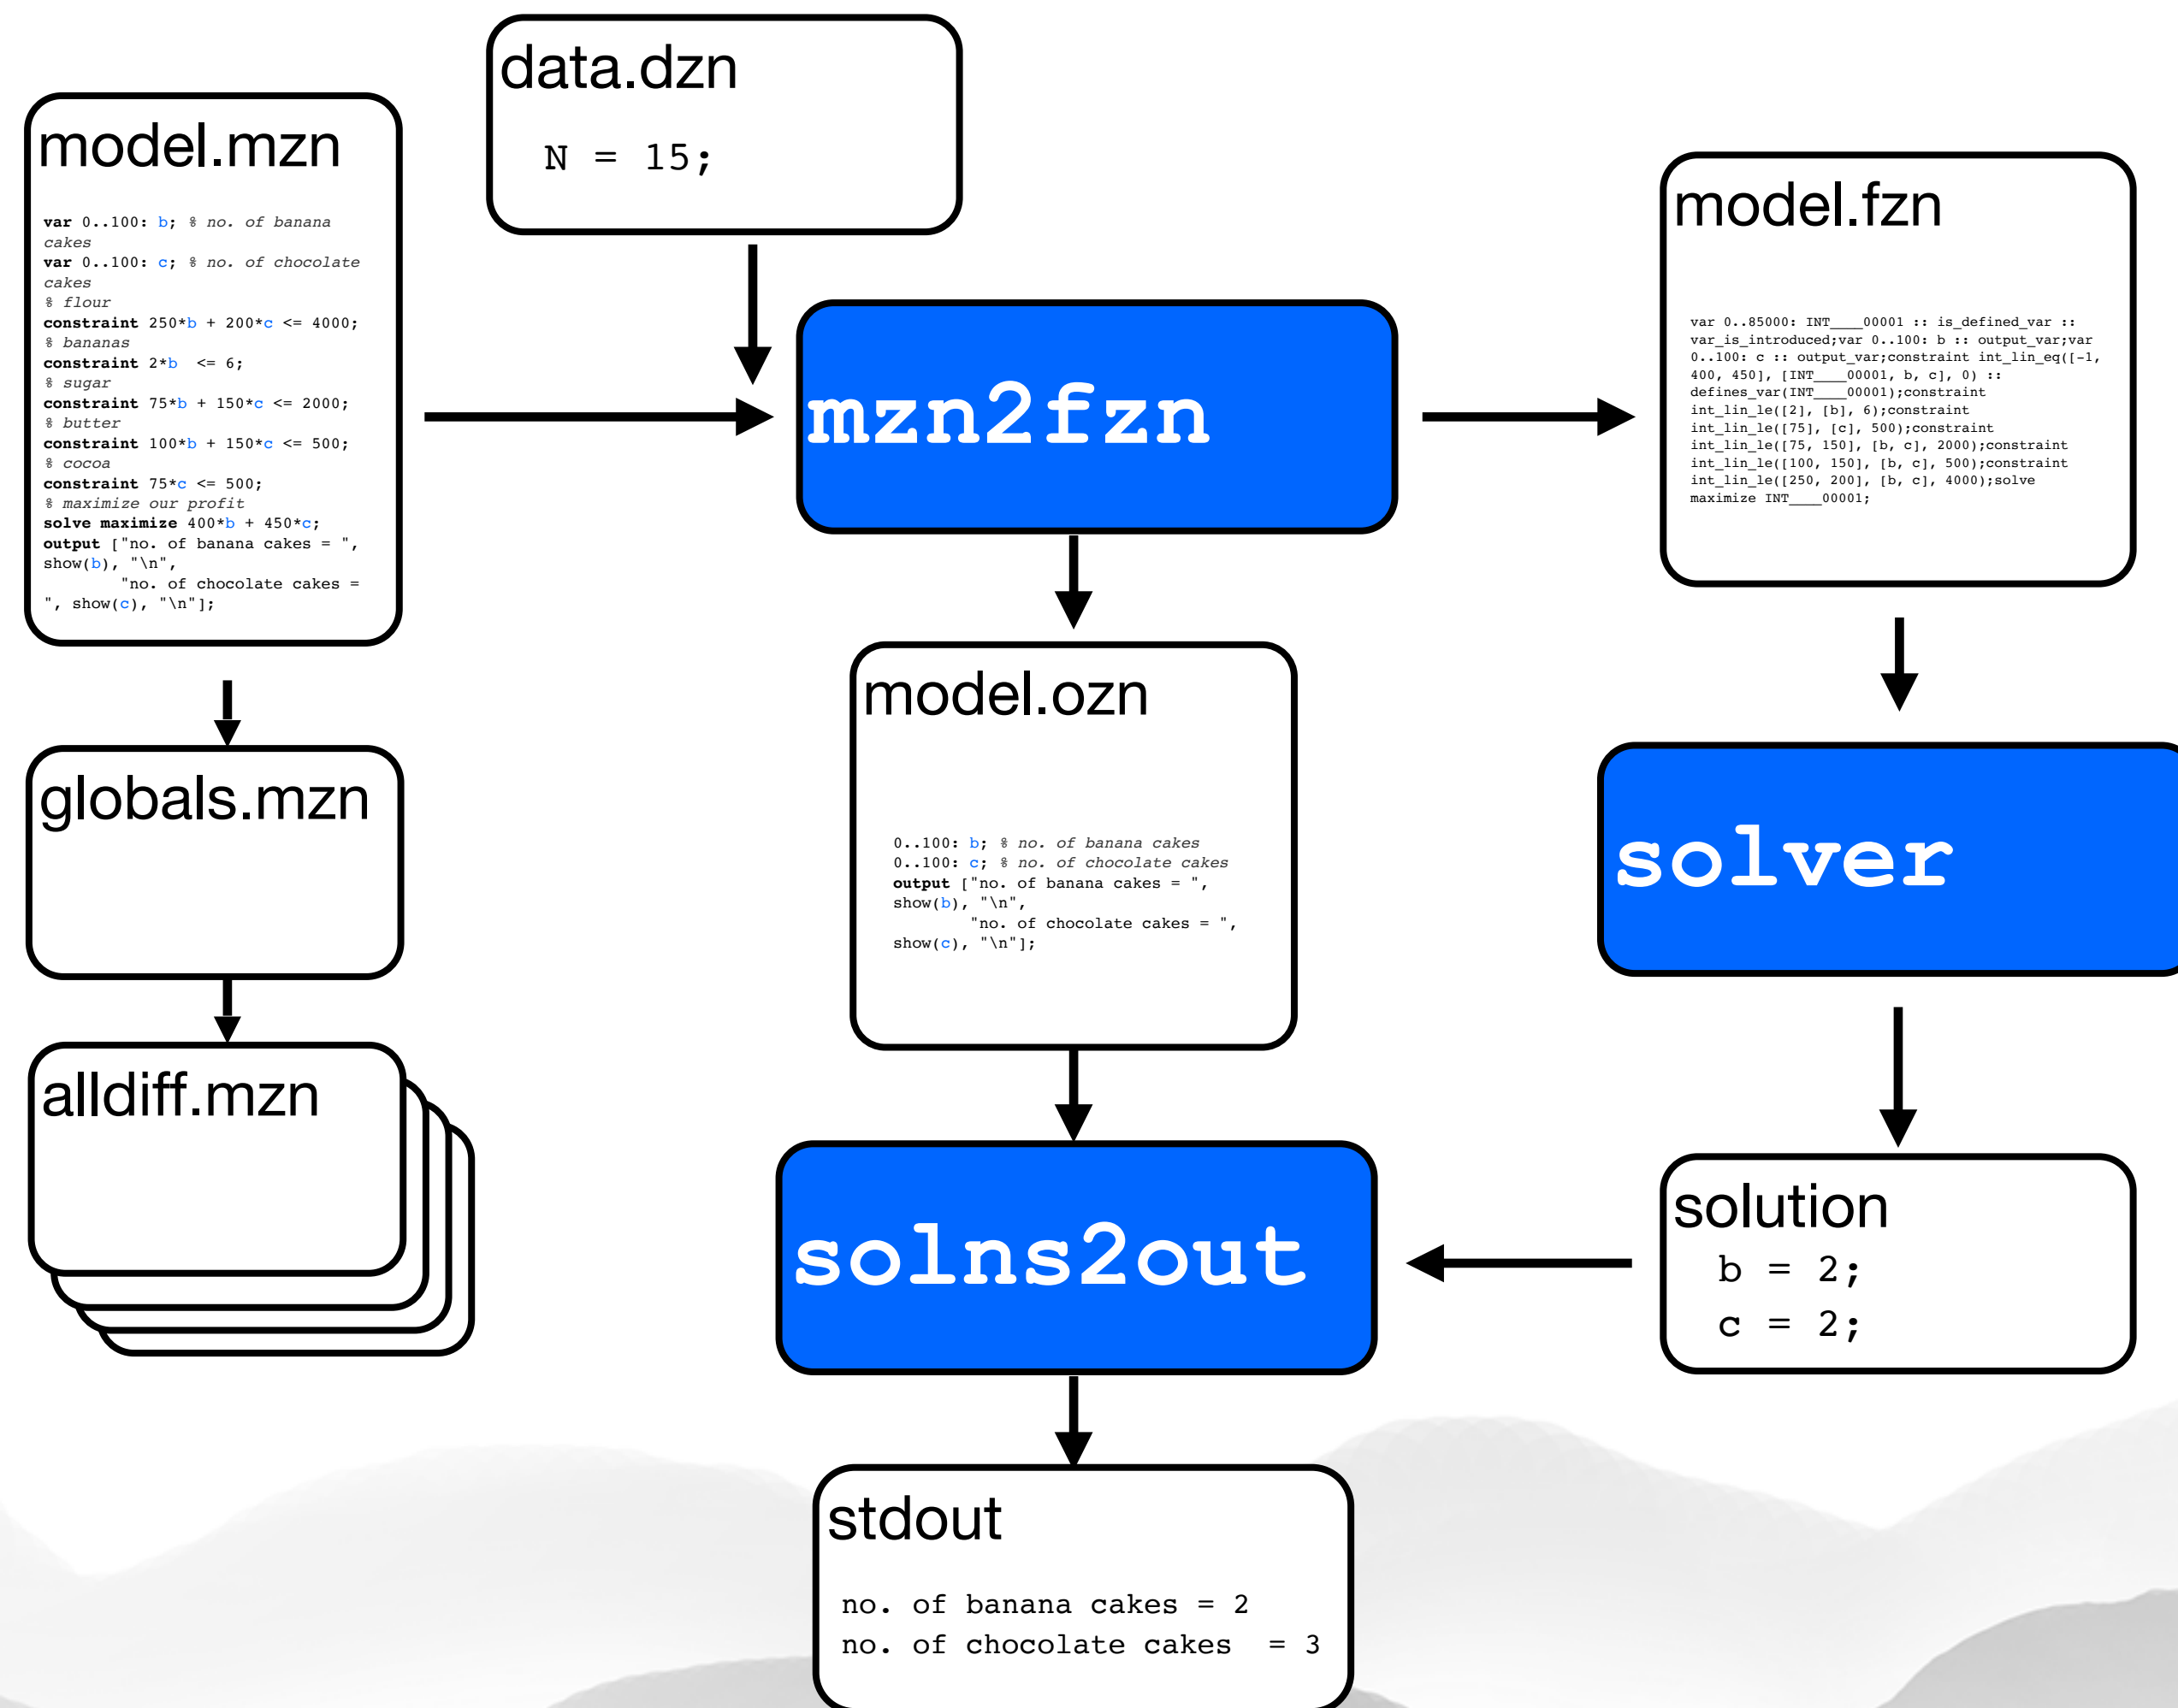 data.dzn
N = 15;
model.mzn
var 0..100: b; % no. of banana
cakes
var 0..100: c; % no. of chocolate
cakes
% flour
constraint 250*b + 200*c <= 4000;
% bananas
constraint 2*b  <= 6;
% sugar
constraint 75*b + 150*c <= 2000;
% butter
constraint 100*b + 150*c <= 500;
% cocoa
constraint 75*c <= 500;
% maximize our profit
solve maximize 400*b + 450*c;
output ["no. of banana cakes = ",
show(b), "\n",
"no. of chocolate cakes =
", show(c), "\n"];
mzn2fzn
model.fzn
var 0..85000: INT____00001 :: is_defined_var ::
var_is_introduced;var 0..100: b :: output_var;var
0..100: c :: output_var;constraint int_lin_eq([-1,
400, 450], [INT____00001, b, c], 0) ::
defines_var(INT____00001);constraint
int_lin_le([2], [b], 6);constraint
int_lin_le([75], [c], 500);constraint
int_lin_le([75, 150], [b, c], 2000);constraint
int_lin_le([100, 150], [b, c], 500);constraint
int_lin_le([250, 200], [b, c], 4000);solve
maximize INT____00001;
globals.mzn
model.ozn
0..100: b; % no. of banana cakes
0..100: c; % no. of chocolate cakes
output ["no. of banana cakes = ",
show(b), "\n",
"no. of chocolate cakes = ",
show(c), "\n"];
solver
alldiff.mzn
solns2out
solution
b = 2;
c = 2;
stdout
no. of banana cakes = 2
no. of chocolate cakes  = 3